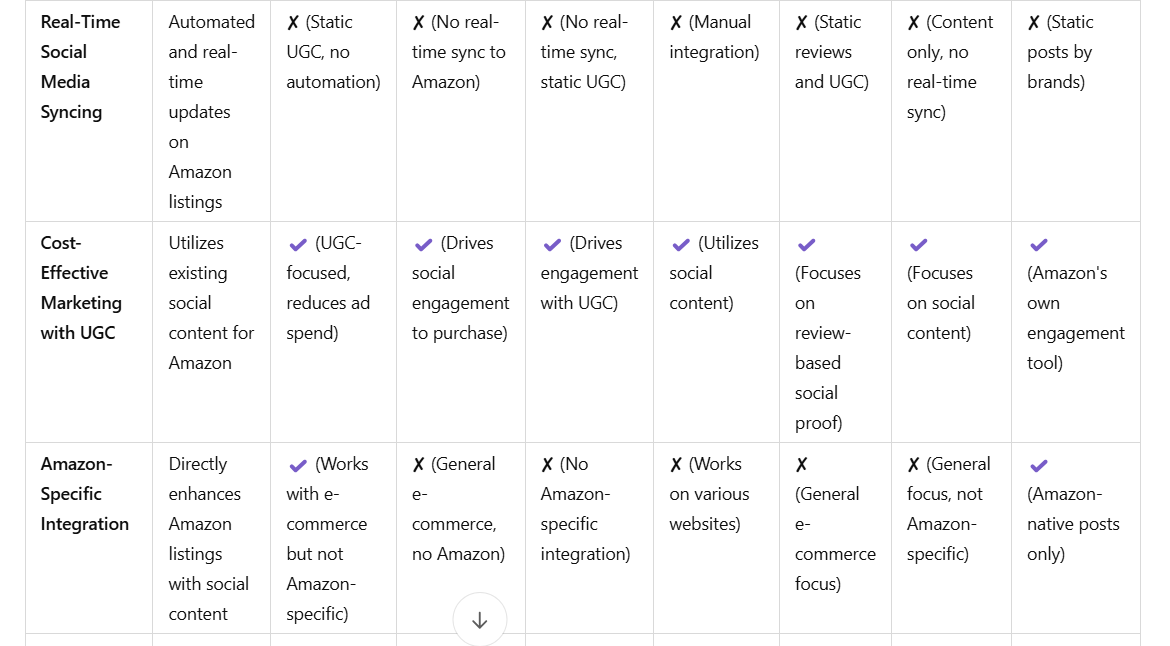 Real-Time
Social
Media
Syncing
Automated
and real-
time
updates
on
Amazon
listings
✗ (Static
UGC, no
automation)
✗ (No real-
time sync to
Amazon)
✗ (No real-
time sync,
static UGC)
✗ (Manual
integration)
✗ (Static
reviews
and UGC)
✗ (Content
only, no
real-time
sync)
✗ (Static
posts by
brands)
Cost-
Effective
Marketing
with UGC
Utilizes
existing
social
content for
Amazon
✔ (UGC-
focused,
reduces ad
spend)
✔ (Drives
social
engagement
to purchase)
✔ (Drives
engagement
with UGC)
✔ (Utilizes
social
content)
✔
(Focuses
on
review-
based
social
proof)
✔
(Focuses
on social
content)
✔
(Amazon's
own
engagement
tool)
Amazon-
Specific
Integration
Directly
enhances
Amazon
listings
with social
content
✔ (Works
with e-
commerce
but not
Amazon-
specific)
✗ (General
e-
commerce,
no Amazon)
✗ (No
Amazon-
specific
integration)
✗ (Works
on various
websites)
✗
(General
e-
commerce
focus)
✗ (General
focus, not
Amazon-
specific)
✔
(Amazon-
native posts
only)